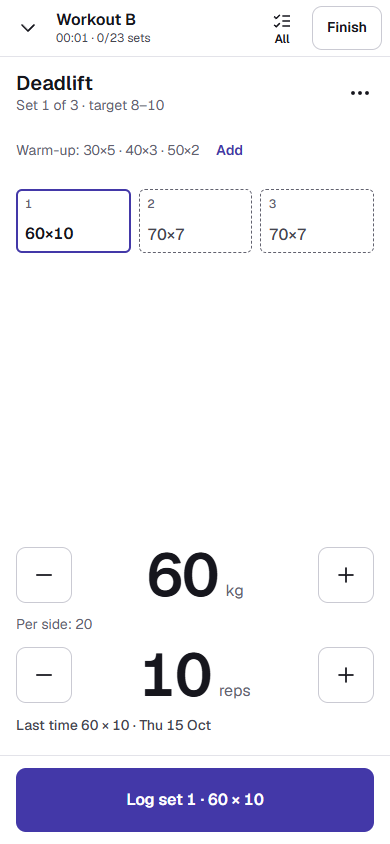 Workout B
00:01 · 0/23 sets
All
Finish
Deadlift
Set 1 of 3 · target 8–10
Warm-up: 30×5 · 40×3 · 50×2 Add
1
60×10
2
70×7
3
70×7
60 kg
Per side: 20
10 reps
Last time 60 × 10 · Thu 15 Oct
Log set 1 · 60 × 10